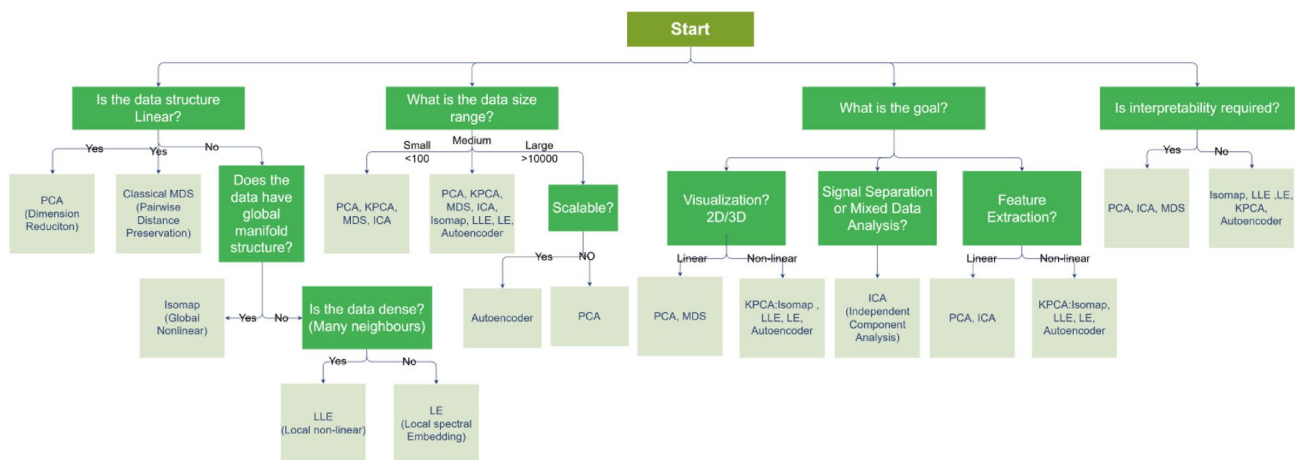 Start
Is the data structure
Linear?
What is the data size
range?
What is the goal?
Is interpretability required?
Yes
Yes
No
Small
<100
Medium
Large
>10000
Yes
No
PCA
(Dimension
Reduciton)
Classical MDS
(Pairwise
Distance
Preservation)
Does the
data have
global
manifold
structure?
PCA, KPCA,
MDS, ICA
PCA, KPCA,
MDS, ICA,
Isomap, LLE, LE,
Autoencoder
Scalable?
Visualization?
2D/3D
Signal Separation
or Mixed Data
Analysis?
Feature
Extraction?
PCA, ICA, MDS
Isomap, LLE ,LE,
KPCA,
Autoencoder
Yes
NO
Linear
Non-linear
Linear
Non-linear
Isomap
(Global
Nonlinear)
Yes
No
Is the data dense?
(Many neighbours)
Autoencoder
PCA
PCA, MDS
KPCA:Isomap ,
LLE, LE,
Autoencoder
ICA
(Independent
Component
Analysis)
PCA, ICA
KPCA:Isomap,
LLE, LE,
Autoencoder
Yes
No
LLE
(Local non-linear)
LE
(Local spectral
Embedding)